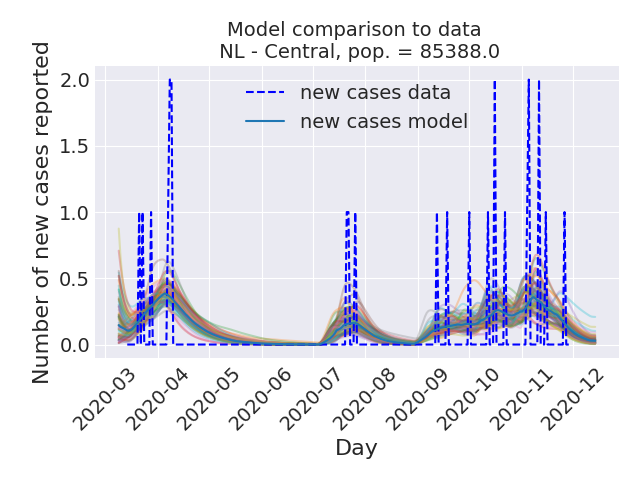 Model comparison to data
NL - Central, pop. = 85388.0
new cases data
new cases model
Number of new cases reported
2.0
1.5
1.0
0.5
0.0
2020-03
2020-04
2020-05
2020-06
2020-07
2020-08
2020-09
2020-10
2020-11
2020-12
Day